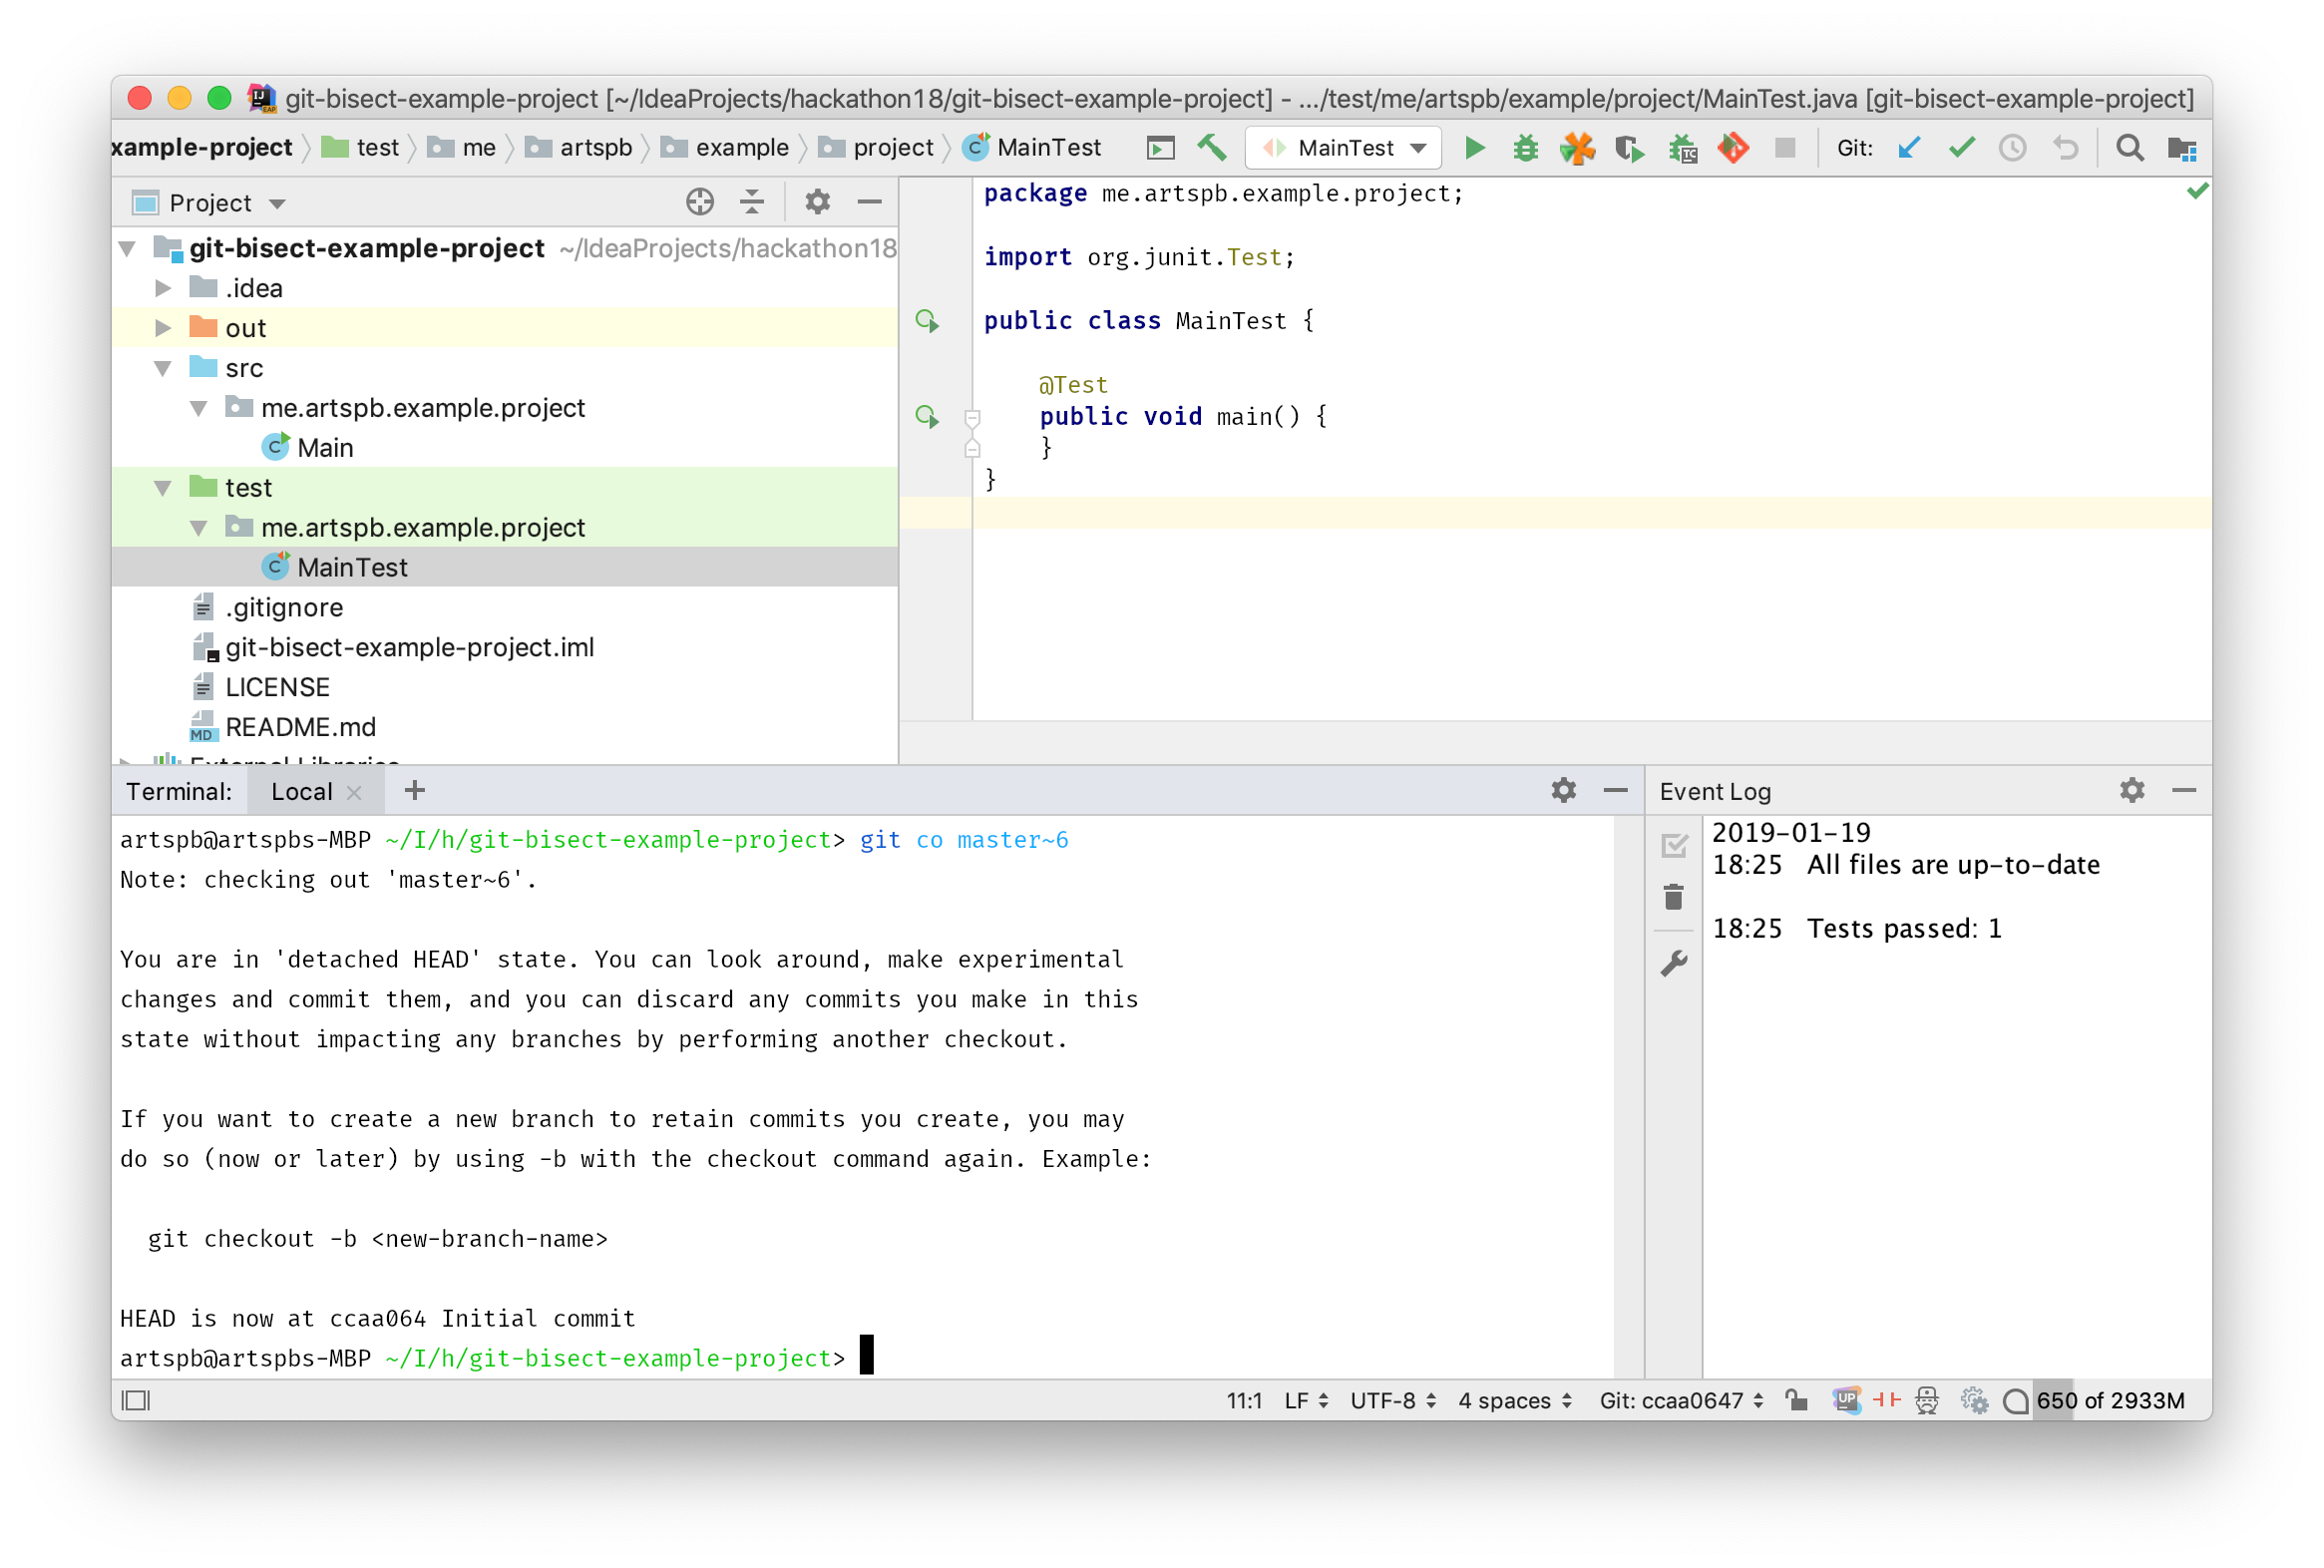 git-bisect-example-project [~/IdeaProjects/hackathon18/git-bisect-example-project] - .../test/me/artspb/example/project/MainTest.java [git-bisect-example-project]
xample-project test me artspb example project MainTest MainTest Git:
Project
git-bisect-example-project ~/IdeaProjects/hackathon18
.idea
out
src
me.artspb.example.project
Main
test
me.artspb.example.project
MainTest
.gitignore
git-bisect-example-project.iml
LICENSE
README.md
External Libraries
package me.artspb.example.project;
import org.junit.Test;
public class MainTest {
@Test
public void main() {
}
}
Terminal: Local
artspb@artspbs-MBP ~/I/h/git-bisect-example-project> git co master~6
Note: checking out 'master~6'.
You are in 'detached HEAD' state. You can look around, make experimental
changes and commit them, and you can discard any commits you make in this
state without impacting any branches by performing another checkout.
If you want to create a new branch to retain commits you create, you may
do so (now or later) by using -b with the checkout command again. Example:
git checkout -b <new-branch-name>
HEAD is now at ccaa064 Initial commit
artspb@artspbs-MBP ~/I/h/git-bisect-example-project>
Event Log
2019-01-19
18:25 All files are up-to-date
18:25 Tests passed: 1
11:1 LF UTF-8 4 spaces Git: ccaa0647 650 of 2933M